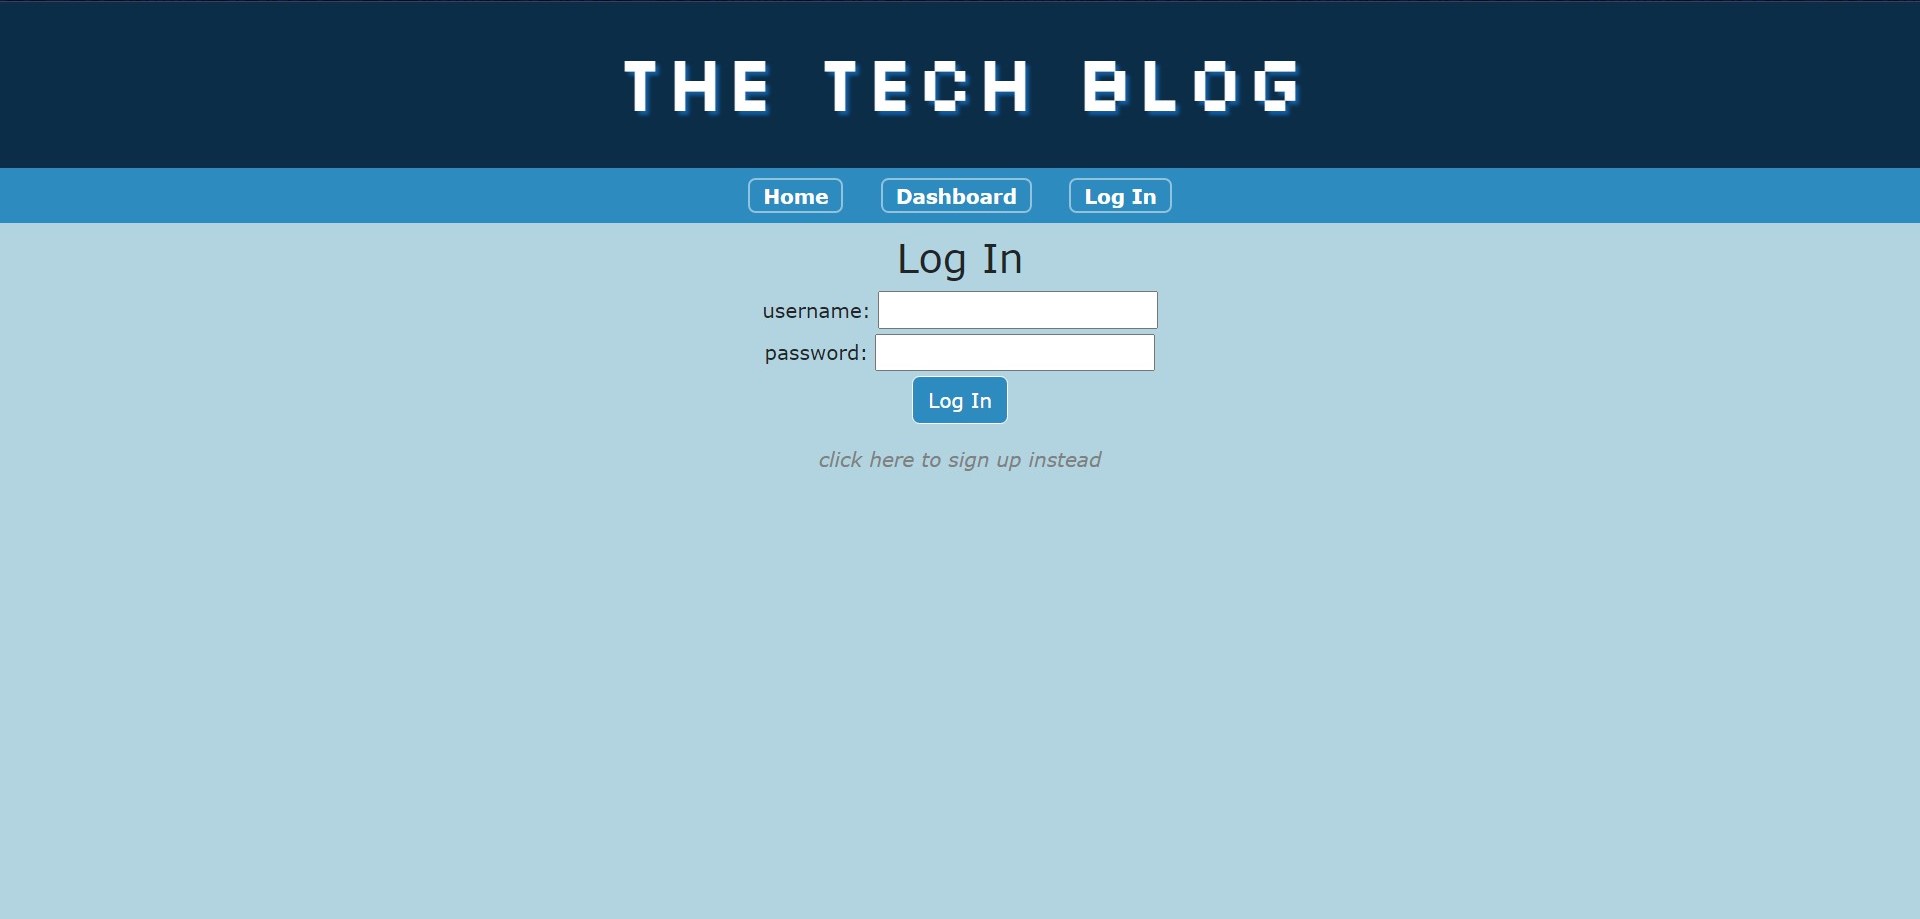 THE TECH BLOG
Home Dashboard Log In
Log In
username:
password:
Log In
click here to sign up instead